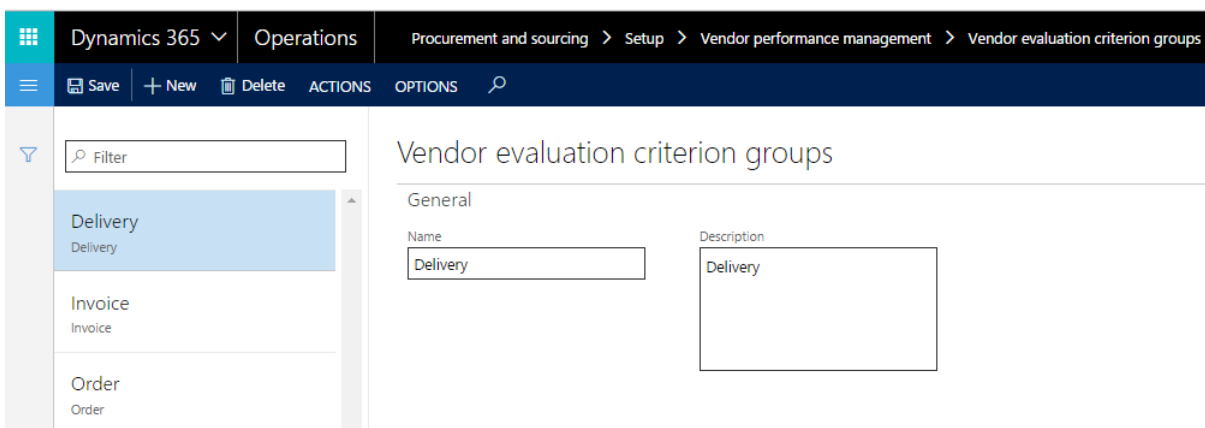 Dynamics 365 Operations Procurement and sourcing > Setup > Vendor performance management > Vendor evaluation criterion groups
Save New Delete ACTIONS OPTIONS
Filter
Delivery
Delivery
Invoice
Invoice
Order
Order
Vendor evaluation criterion groups
General
Name
Delivery
Description
Delivery